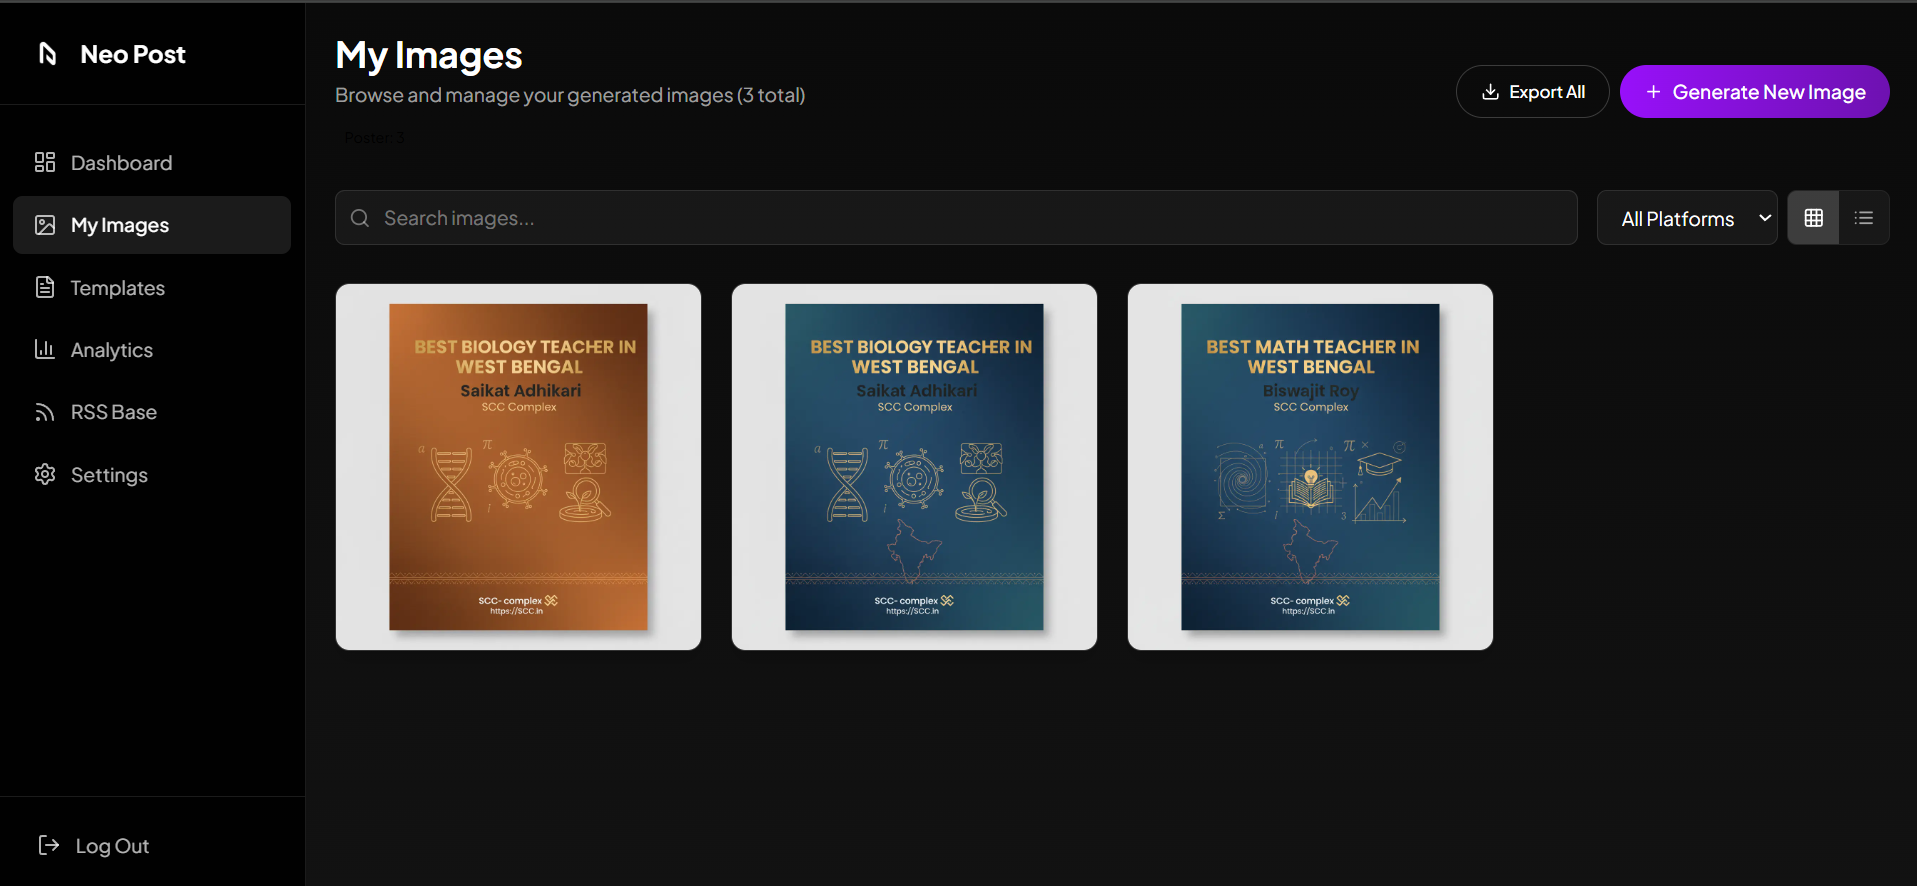 Neo Post
Dashboard
My Images
Templates
Analytics
RSS Base
Settings
Log Out
My Images
Browse and manage your generated images (3 total)
Poster: 3
Export All
+ Generate New Image
Search images...
All Platforms
BEST BIOLOGY TEACHER IN
WEST BENGAL
Saikat Adhikari
SCC Complex
a
π
i
SCC- complex
https://SCC.in
BEST BIOLOGY TEACHER IN
WEST BENGAL
Saikat Adhikari
SCC Complex
a
π
i
SCC- complex
https://SCC.in
BEST MATH TEACHER IN
WEST BENGAL
Biswajit Roy
SCC Complex
π
a
π ×
Σ
i
3
SCC- complex
https://SCC.in